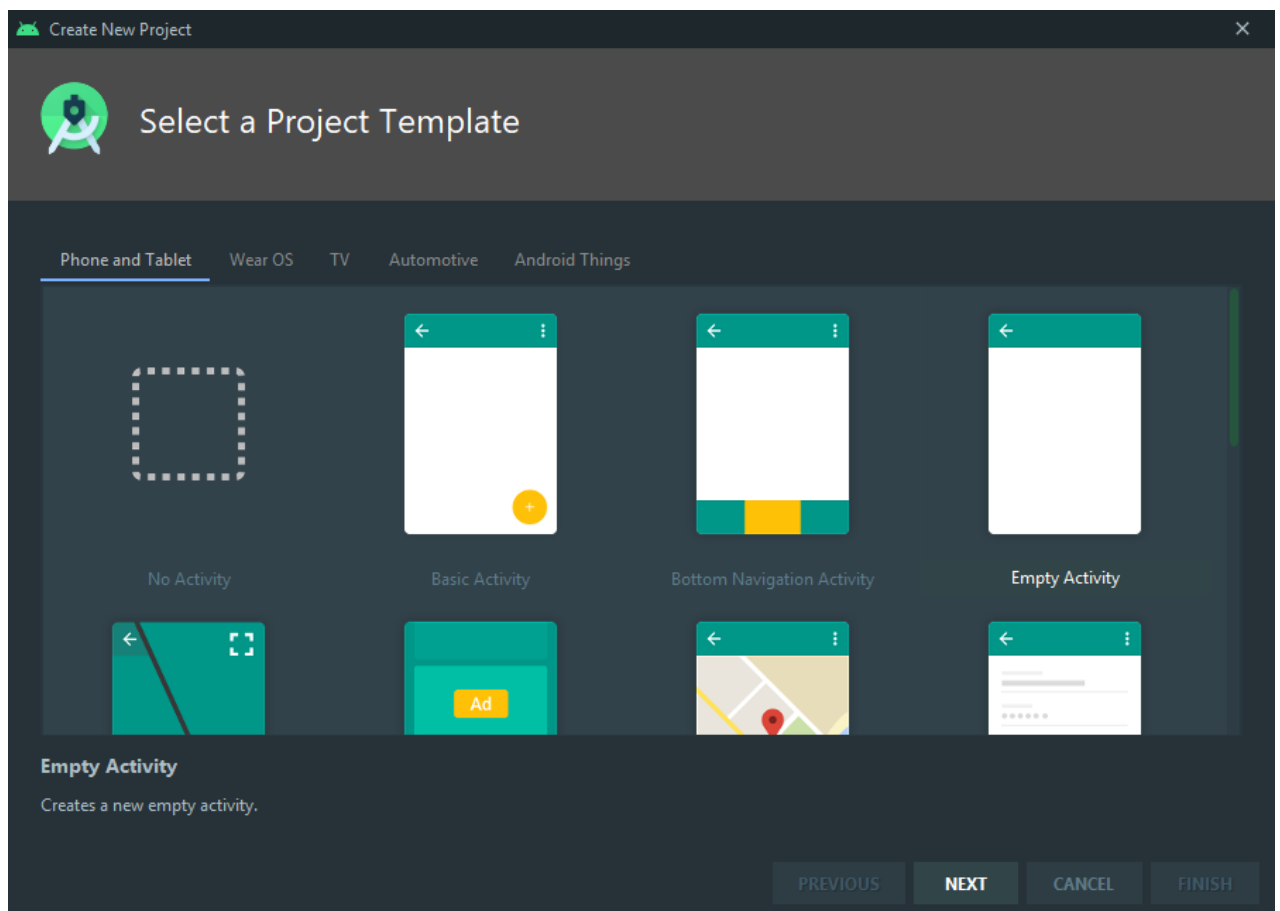 Create New Project
Select a Project Template
Phone and Tablet Wear OS TV Automotive Android Things
No Activity Basic Activity Bottom Navigation Activity Empty Activity
Ad
Empty Activity
Creates a new empty activity.
PREVIOUS NEXT CANCEL FINISH